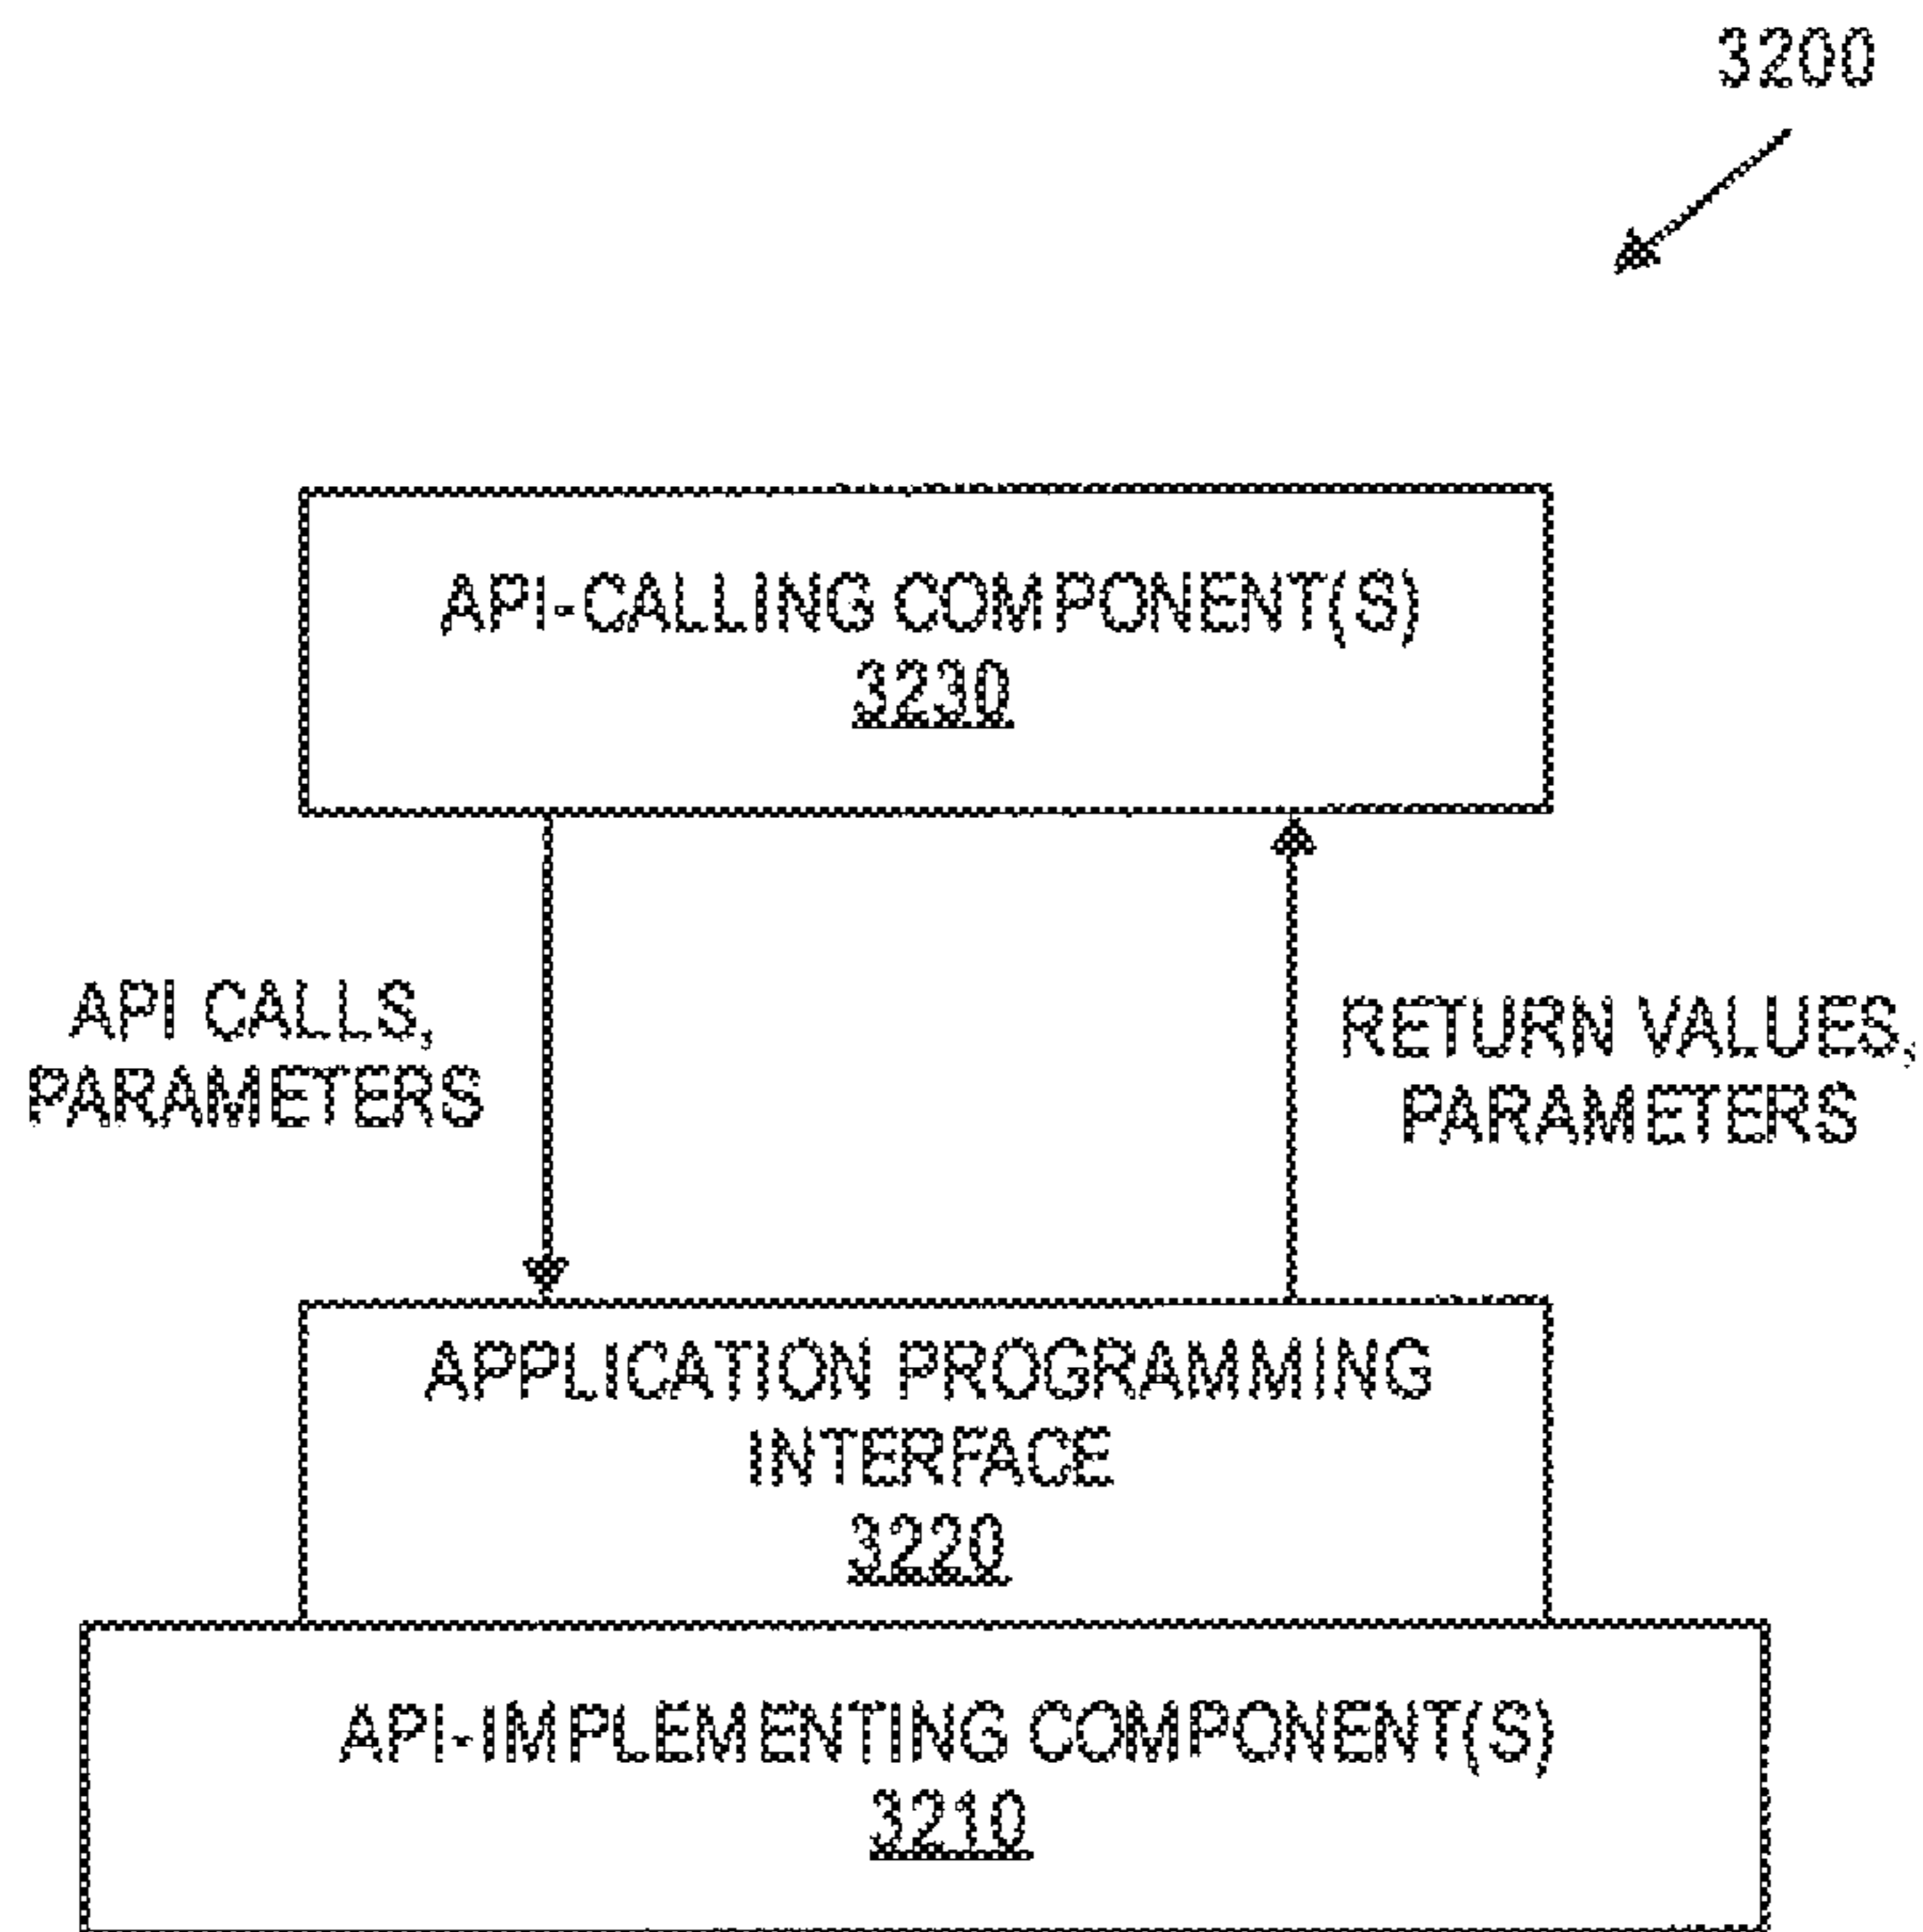 3200
API-CALLING COMPONENT(S)
3230
API CALLS,
PARAMETERS
RETURN VALUES,
PARAMETERS
APPLICATION PROGRAMMING
INTERFACE
3220
API-IMPLEMENTING COMPONENT(S)
3210